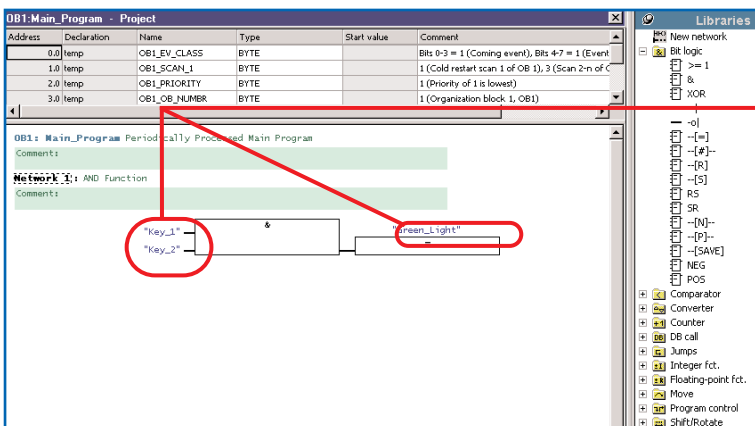 OB1:Main_Program - Project
Address Declaration Name Type Start value Comment
0.0 temp OB1_EV_CLASS BYTE Bits 0-3 = 1 (Coming event), Bits 4-7 = 1 (Event
1.0 temp OB1_SCAN_1 BYTE 1 (Cold restart scan 1 of OB 1), 3 (Scan 2-n of
2.0 temp OB1_PRIORITY BYTE 1 (Priority of 1 is lowest)
3.0 temp OB1_OB_NUMBR BYTE 1 (Organization block 1, OB1)
OB1: Main_Program Periodically Processed Main Program
Comment:
Network 1: AND Function
Comment:
"Key_1"
"Key_2"
&
"Green_Light"
=
Libraries
New network
Bit logic
>= 1
&
XOR
-o|
--[=]
--[#]--
--[R]
--[S]
RS
SR
--[N]--
--[P]--
--[SAVE]
NEG
POS
Comparator
Converter
Counter
DB call
Jumps
Integer fct.
Floating-point fct.
Move
Program control
Shift/Rotate